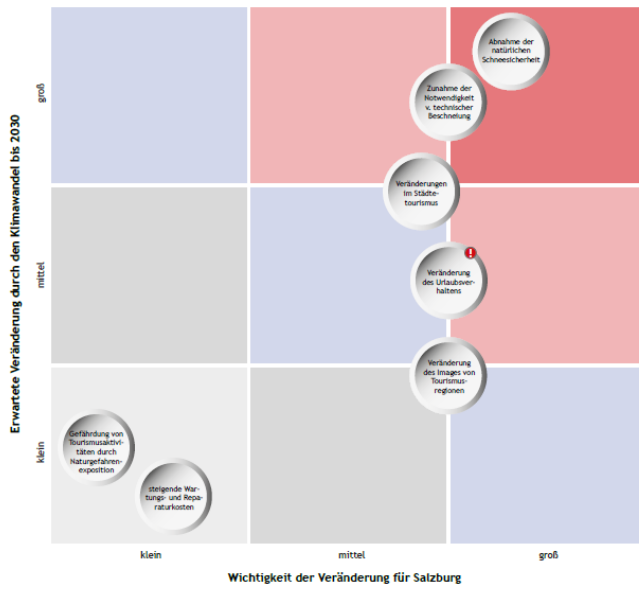 Abnahme der
natürlichen
Schneesicherheit
Zunahme der
Notwendigkeit
v. technischer
Beschneiung
Veränderungen
im Städte-
tourismus
!
Veränderung
des Urlaubsver-
haltens
Veränderung
des Images von
Tourismus-
regionen
Gefährdung von
Tourismusaktivi-
täten durch
Naturgefahren-
exposition
steigende War-
tungs- und Repa-
raturkosten
Erwartete Veränderung durch den Klimawandel bis 2030
groß
mittel
klein
klein
mittel
groß
Wichtigkeit der Veränderung für Salzburg